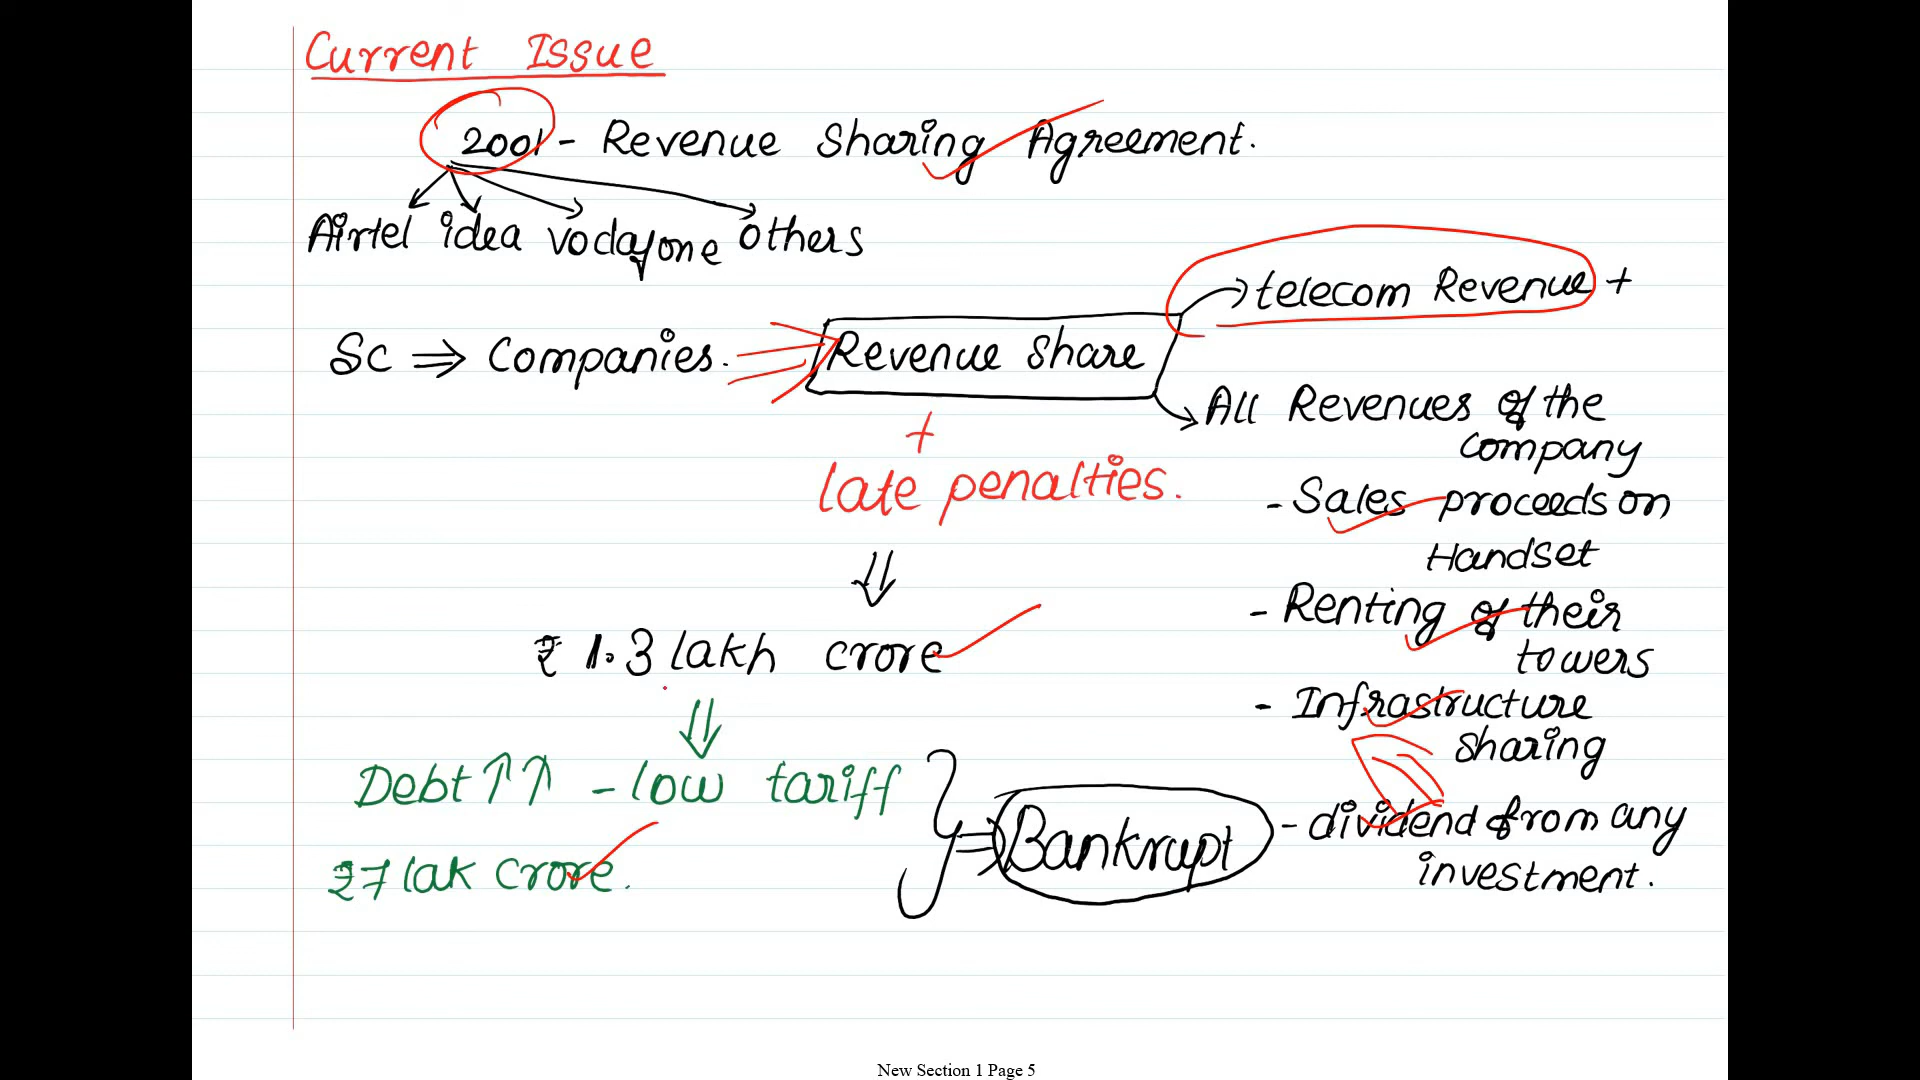 Current Issue
2001 - Revenue Sharing Agreement.
Airtel idea vodafone others
SC ⇒ Companies. Revenue Share
→ telecom Revenue +
→ All Revenues of the
company
- Sales proceeds on
Handset
- Renting of their
towers
- Infrastructure
sharing
- dividend from any
investment.
+
late penalties.
⇓
₹ 1.3 lakh crore
⇓
Debt ↑↑ - low tariff
₹7 lak crore.
⇒ Bankrupt
New Section 1 Page 5